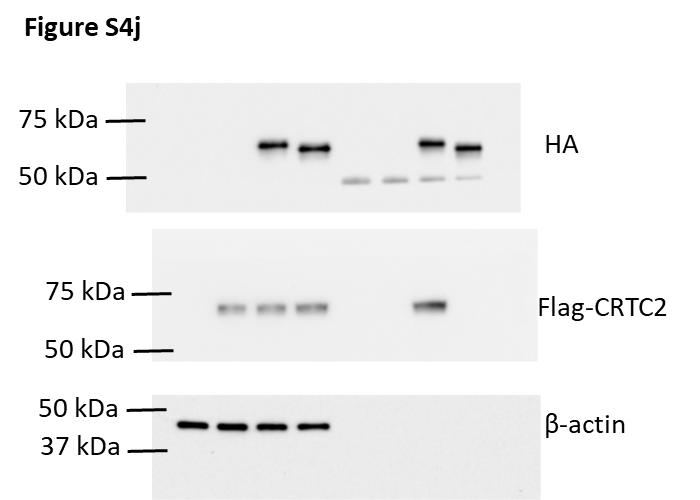 Figure S4j
75 kDa
HA
50 kDa
75 kDa
Flag-CRTC2
50 kDa
50 kDa
β-actin
37 kDa